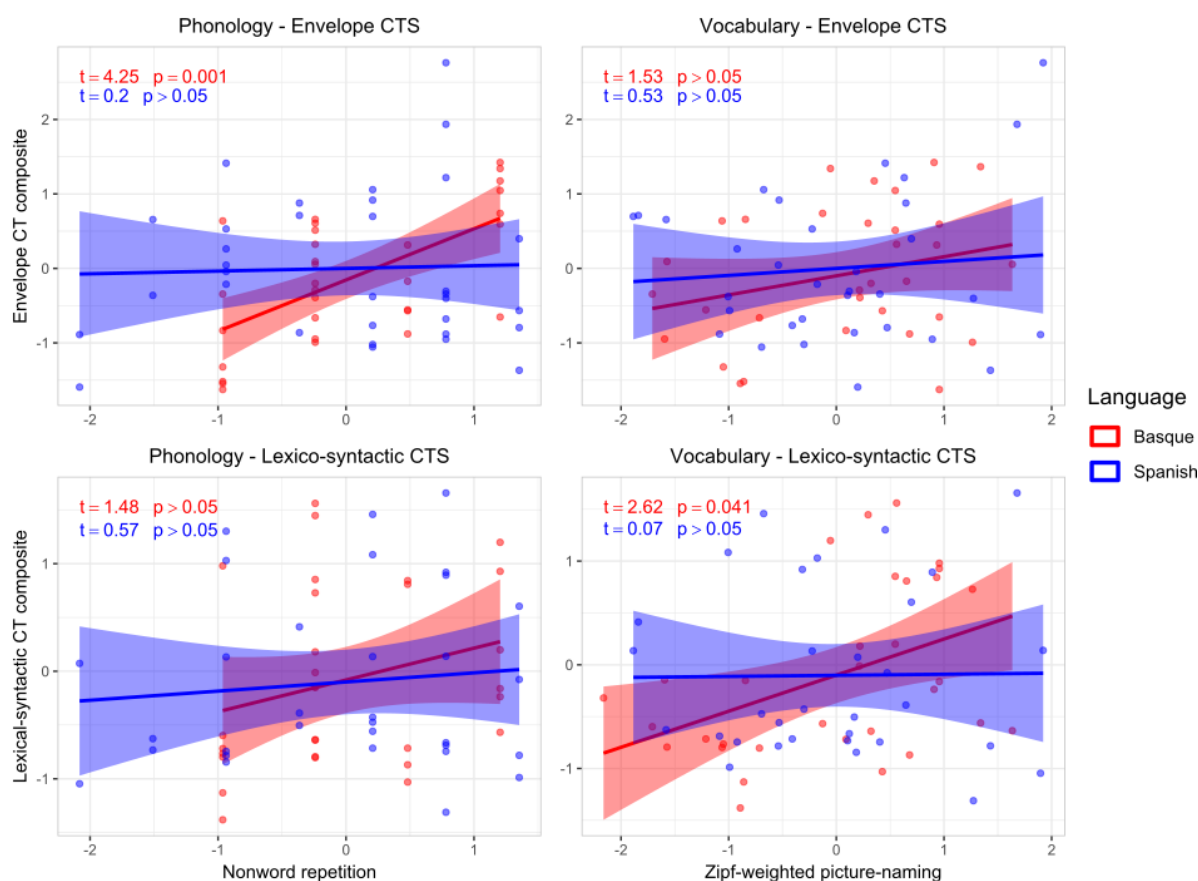 Phonology - Envelope CTS
t = 4.25 p = 0.001
t = 0.2 p > 0.05
Envelope CT composite
2
1
0
-1
-2 -1 0 1
Vocabulary - Envelope CTS
t = 1.53 p > 0.05
t = 0.53 p > 0.05
-2 -1 0 1 2
Phonology - Lexico-syntactic CTS
t = 1.48 p > 0.05
t = 0.57 p > 0.05
Lexical-syntactic CT composite
1
0
-1
-2 -1 0 1
Nonword repetition
Vocabulary - Lexico-syntactic CTS
t = 2.62 p = 0.041
t = 0.07 p > 0.05
1
0
-1
-2 -1 0 1 2
Zipf-weighted picture-naming
Language
Basque
Spanish